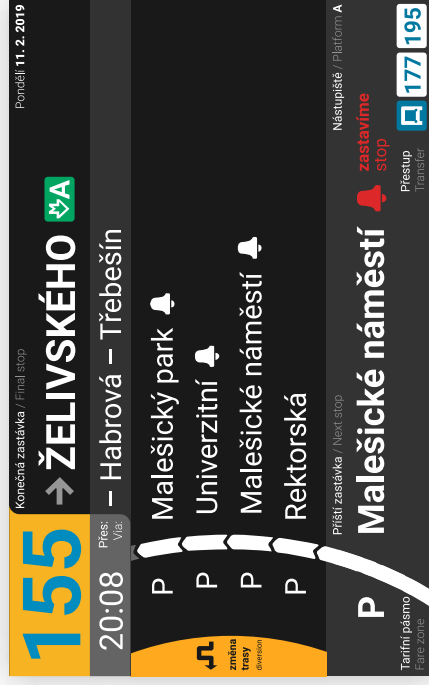 155
Konečná zastávka / Final stop
Pondělí 11. 2. 2019
→ ŽELIVSKÉHO A
20:08
Přes:
Via:
– Habrová – Třebešín
změna
trasy
diversion
P Malešický park
P Univerzitní
P Malešické náměstí
P Rektorská
Příští zastávka / Next stop
Nástupiště / Platform A
P Malešické náměstí
zastavíme
stop
Tarifní pásmo
Fare zone
Přestup
Transfer
177 195